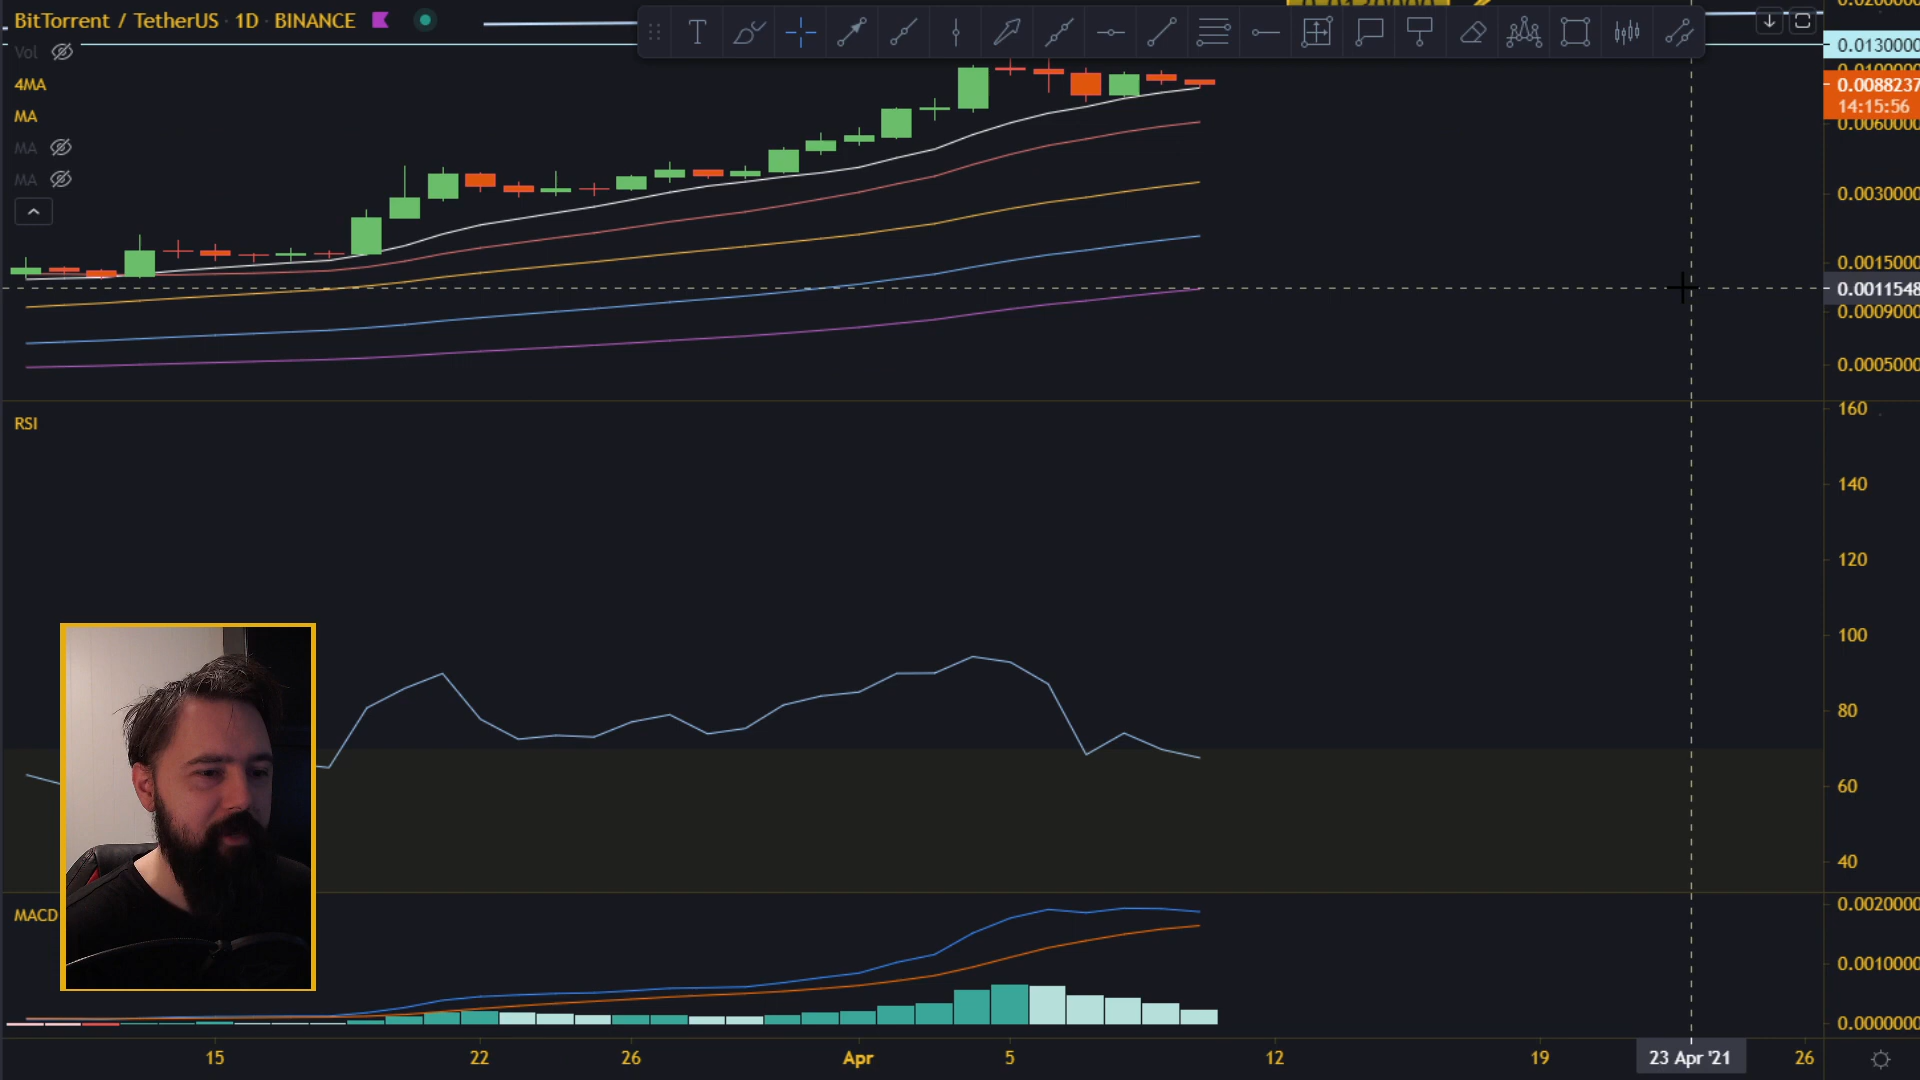 BitTorrent / TetherUS · 1D · BINANCE
Vol
4MA
MA
MA
MA
T
0.0130000
0.0088237
14:15:56
0.0060000
0.0030000
0.0015000
0.0011548
0.0009000
0.0005000
RSI
160
140
120
100
80
60
40
MACD
0.0020000
0.0010000
0.0000000
15
22
26
Apr
5
12
19
23 Apr '21
26